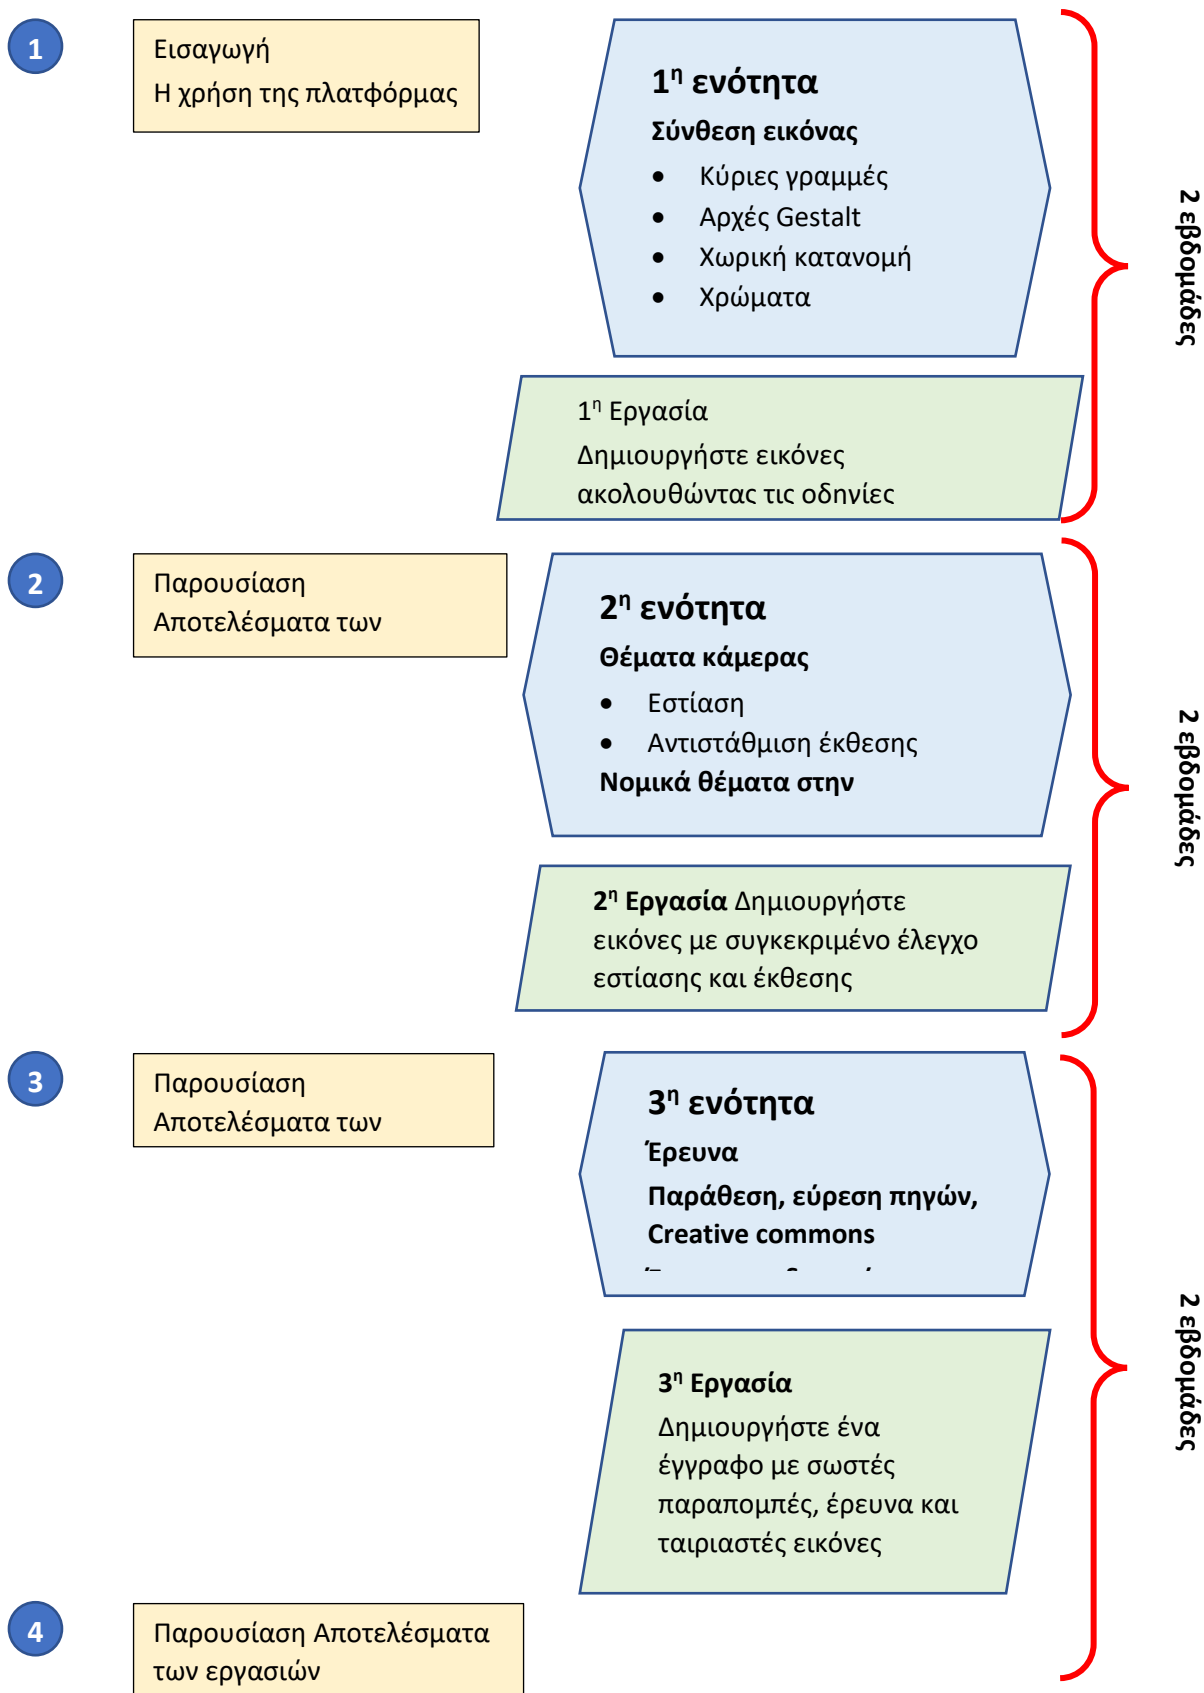 1
Εισαγωγή
Η χρήση της πλατφόρμας
1η ενότητα
Σύνθεση εικόνας
• Κύριες γραμμές
• Αρχές Gestalt
• Χωρική κατανομή
• Χρώματα
1η Εργασία
Δημιουργήστε εικόνες
ακολουθώντας τις οδηγίες
2 εβδομάδες
2
Παρουσίαση
Αποτελέσματα των
2η ενότητα
Θέματα κάμερας
• Εστίαση
• Αντιστάθμιση έκθεσης
Νομικά θέματα στην
2η Εργασία Δημιουργήστε
εικόνες με συγκεκριμένο έλεγχο
εστίασης και έκθεσης
2 εβδομάδες
3
Παρουσίαση
Αποτελέσματα των
3η ενότητα
Έρευνα
Παράθεση, εύρεση πηγών,
Creative commons
3η Εργασία
Δημιουργήστε ένα
έγγραφο με σωστές
παραπομπές, έρευνα και
ταιριαστές εικόνες
2 εβδομάδες
4
Παρουσίαση Αποτελέσματα
των εργασιών